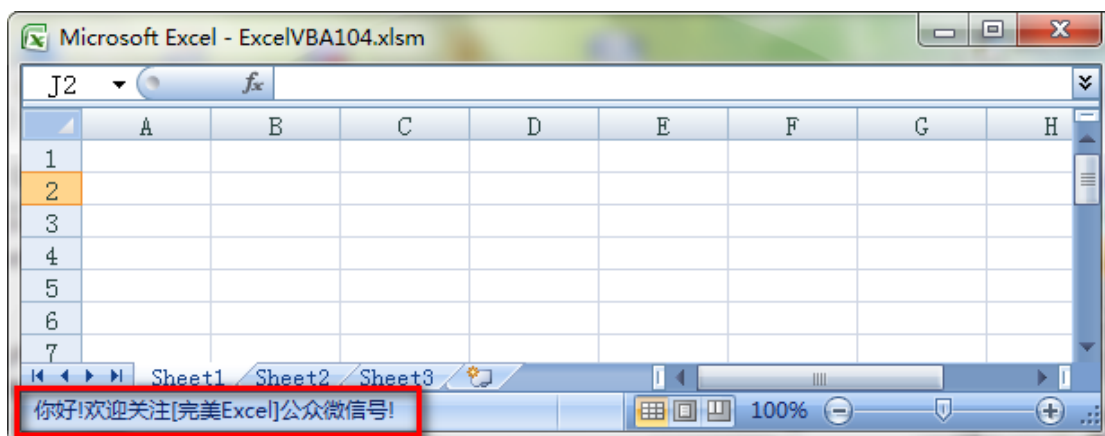 Microsoft Excel - ExcelVBA104.xlsm
J2 fx
A B C D E F G H
1
2
3
4
5
6
7
Sheet1 Sheet2 Sheet3
你好!欢迎关注[完美Excel]公众微信号! 100%